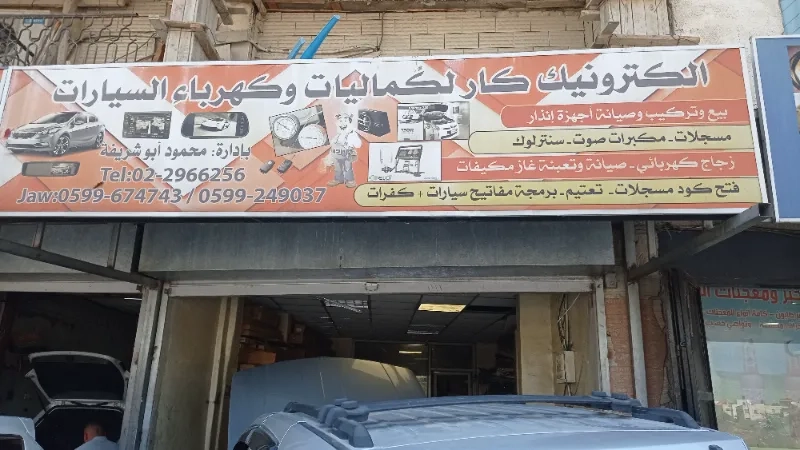 الكترونيك كار لكماليات وكهرباء السيارات
بيع وتركيب وصيانة أجهزة إنذار
مسجلات - مكبرات صوت - سنترلوك
زجاج كهربائي - صيانة وتعبئة غاز مكيفات
فتح كود مسجلات - تعتيم - برمجة مفاتيح سيارات + كفرات
بإدارة: محمود أبو شريفة
Tel:02-2966256
Jaw:0599-674743 / 0599-249037
ومعجنات